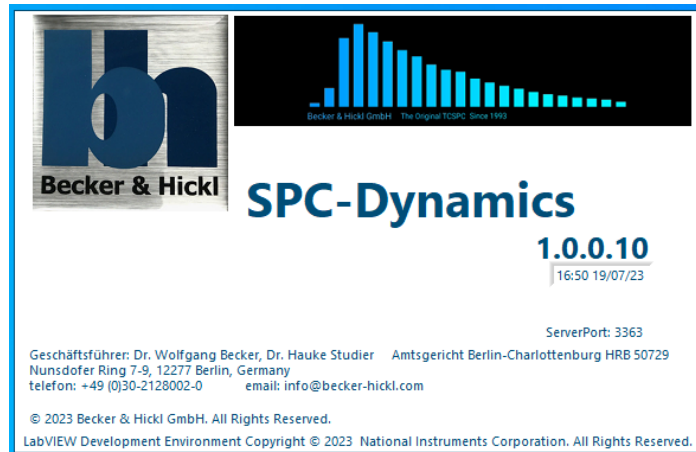 bh
Becker & Hickl
Becker & Hickl GmbH The Original TCSPC Since 1993
SPC-Dynamics
1.0.0.10
16:50 19/07/23
ServerPort: 3363
Geschäftsführer: Dr. Wolfgang Becker, Dr. Hauke Studier Amtsgericht Berlin-Charlottenburg HRB 50729
Nunsdofer Ring 7-9, 12277 Berlin, Germany
telefon: +49 (0)30-2128002-0 email: info@becker-hickl.com
© 2023 Becker & Hickl GmbH. All Rights Reserved.
LabVIEW Development Environment Copyright © 2023 National Instruments Corporation. All Rights Reserved.